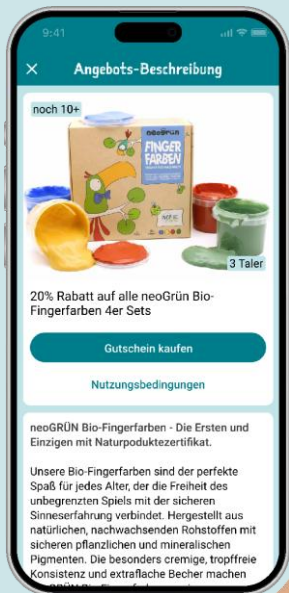 9:41
Angebots-Beschreibung
noch 10+
neoGrün
FINGER
FARBEN
3 Taler
20% Rabatt auf alle neoGrün Bio-
Fingerfarben 4er Sets
Gutschein kaufen
Nutzungsbedingungen
neoGRÜN Bio-Fingerfarben - Die Ersten und
Einzigen mit Naturpoduktezertifikat.
Unsere Bio-Fingerfarben sind der perfekte
Spaß für jedes Alter, der die Freiheit des
unbegrenzten Spiels mit der sicheren
Sinneserfahrung verbindet. Hergestellt aus
natürlichen, nachwachsenden Rohstoffen mit
sicheren pflanzlichen und mineralischen
Pigmenten. Die besonders cremige, tropffreie
Konsistenz und extraflache Becher machen